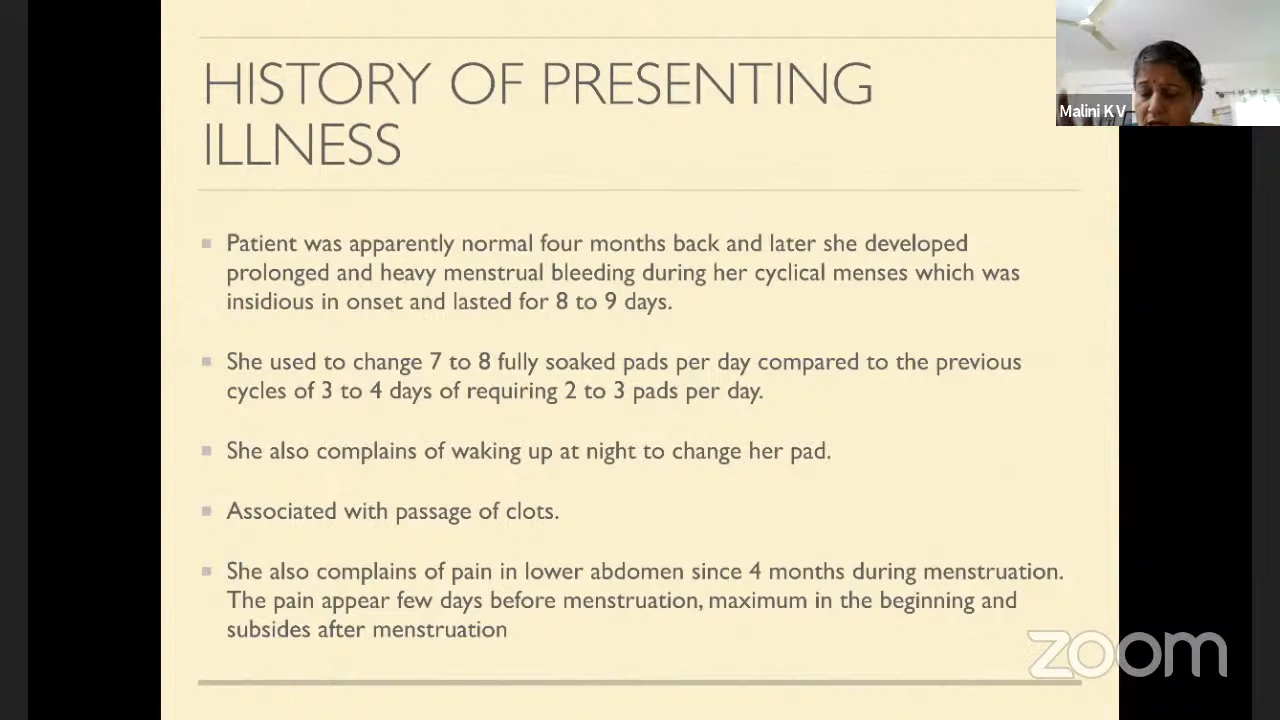 HISTORY OF PRESENTING
ILLNESS
Malini K V
Patient was apparently normal four months back and later she developed
prolonged and heavy menstrual bleeding during her cyclical menses which was
insidious in onset and lasted for 8 to 9 days.
She used to change 7 to 8 fully soaked pads per day compared to the previous
cycles of 3 to 4 days of requiring 2 to 3 pads per day.
She also complains of waking up at night to change her pad.
Associated with passage of clots.
She also complains of pain in lower abdomen since 4 months during menstruation.
The pain appear few days before menstruation, maximum in the beginning and
subsides after menstruation
zoom